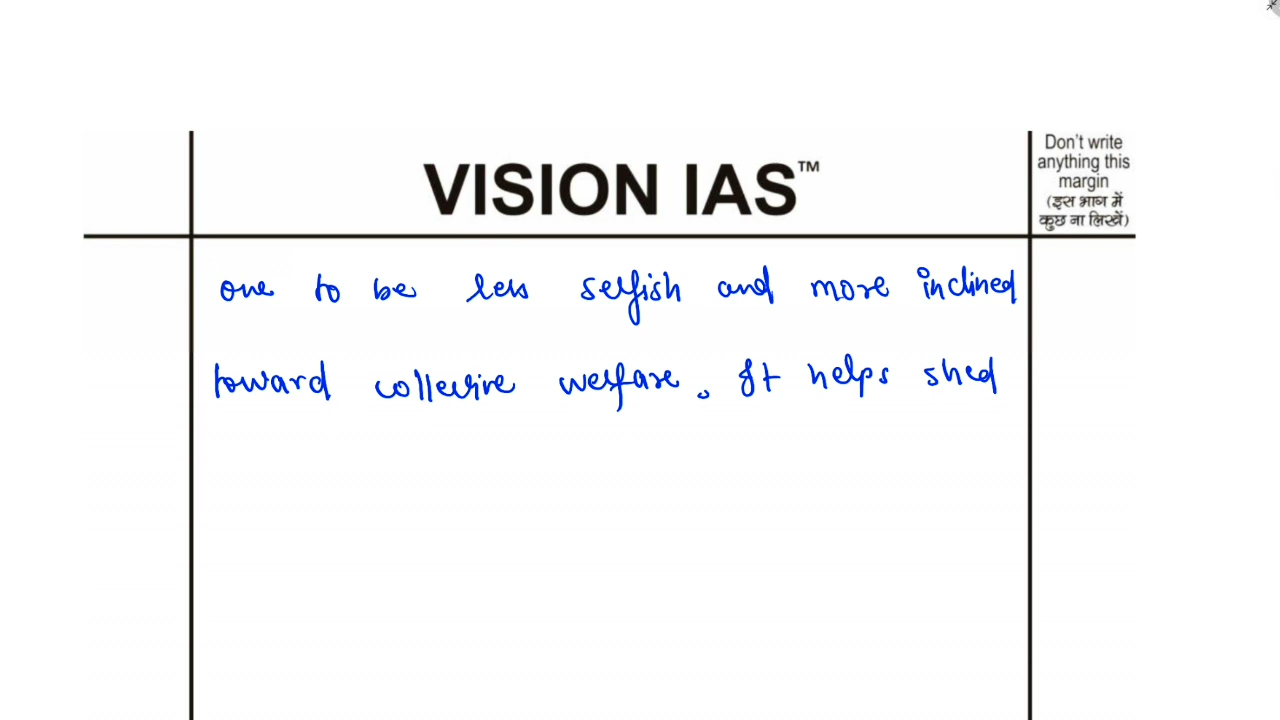 VISION IAS™
Don't write
anything this
margin
(इस भाग में
कुछ ना लिखें)
one to be less selfish and more inclined
toward collective welfare. It helps shed